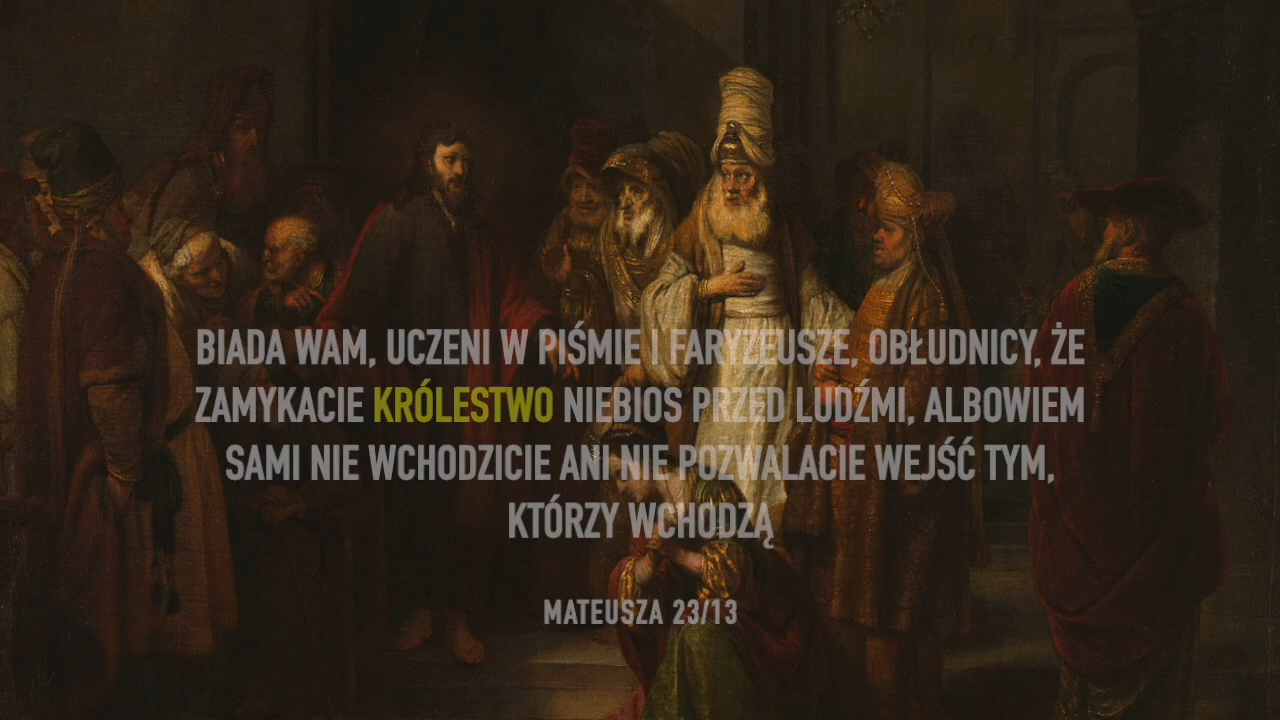 BIADA WAM, UCZENI W PIŚMIE I FARYZEUSZE, OBŁUDNICY, ŻE
ZAMYKACIE KRÓLESTWO NIEBIOS PRZED LUDŹMI, ALBOWIEM
SAMI NIE WCHODZICIE ANI NIE POZWALACIE WEJŚĆ TYM,
KTÓRZY WCHODZĄ
MATEUSZA 23/13